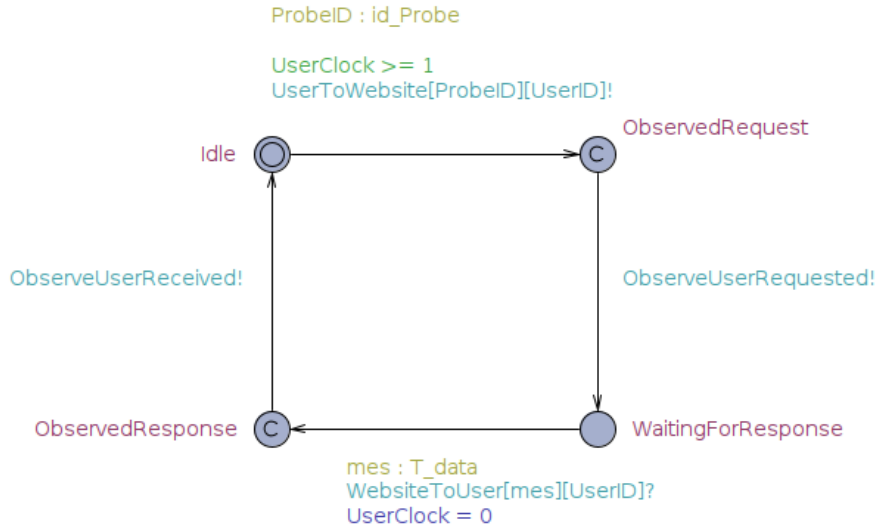 ProbeID : id_Probe
UserClock >= 1
UserToWebsite[ProbeID][UserID]!
ObservedRequest
Idle
C
ObserveUserReceived!
ObserveUserRequested!
ObservedResponse
C
WaitingForResponse
mes : T_data
WebsiteToUser[mes][UserID]?
UserClock = 0